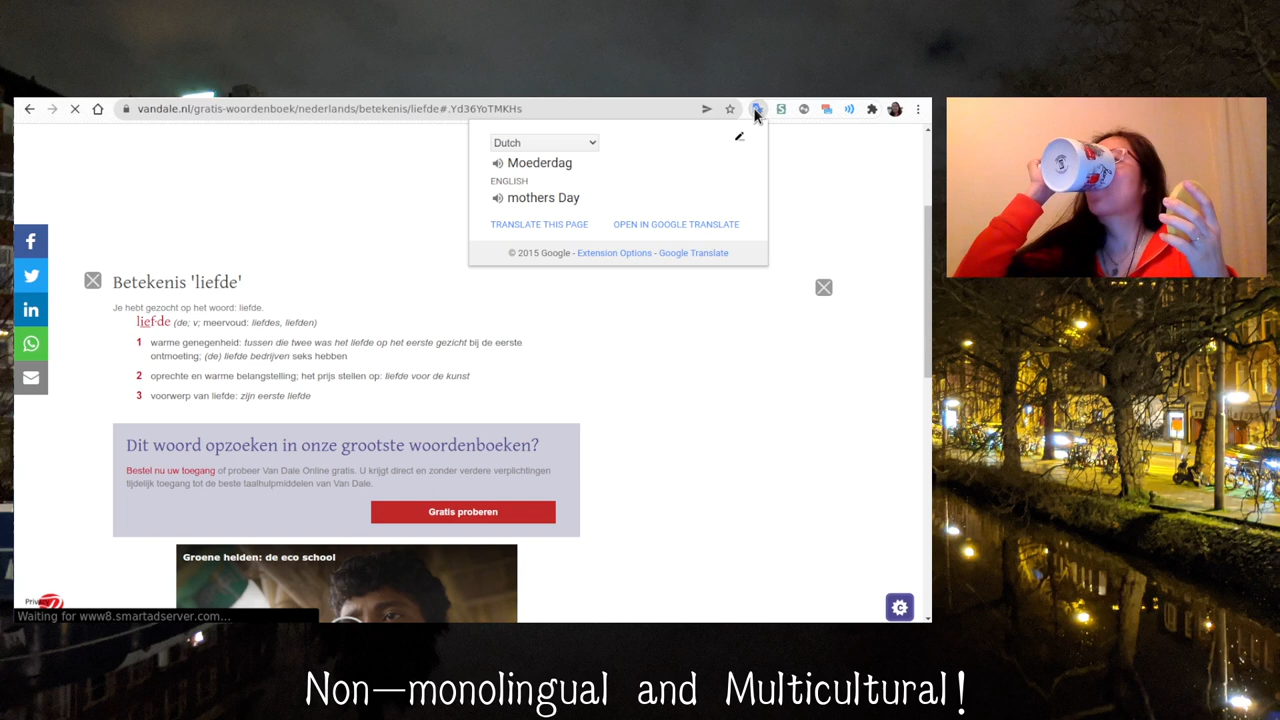 vandale.nl/gratis-woordenboek/nederlands/betekenis/liefde#.Yd36YoTMKHs
Dutch
Moederdag
ENGLISH
mothers Day
TRANSLATE THIS PAGE OPEN IN GOOGLE TRANSLATE
© 2015 Google - Extension Options - Google Translate
Betekenis 'liefde'
Je hebt gezocht op het woord: liefde.
lief·de (de; v; meervoud: liefdes, liefden)
1 warme genegenheid: tussen die twee was het liefde op het eerste gezicht bij de eerste
ontmoeting; (de) liefde bedrijven seks hebben
2 oprechte en warme belangstelling; het prijs stellen op: liefde voor de kunst
3 voorwerp van liefde: zijn eerste liefde
Dit woord opzoeken in onze grootste woordenboeken?
Bestel nu uw toegang of probeer Van Dale Online gratis. U krijgt direct en zonder verdere verplichtingen
tijdelijk toegang tot de beste taalhulpmiddelen van Van Dale.
Gratis proberen
Groene helden: de eco school
Waiting for www8.smartadserver.com...
Non-monolingual and Multicultural!